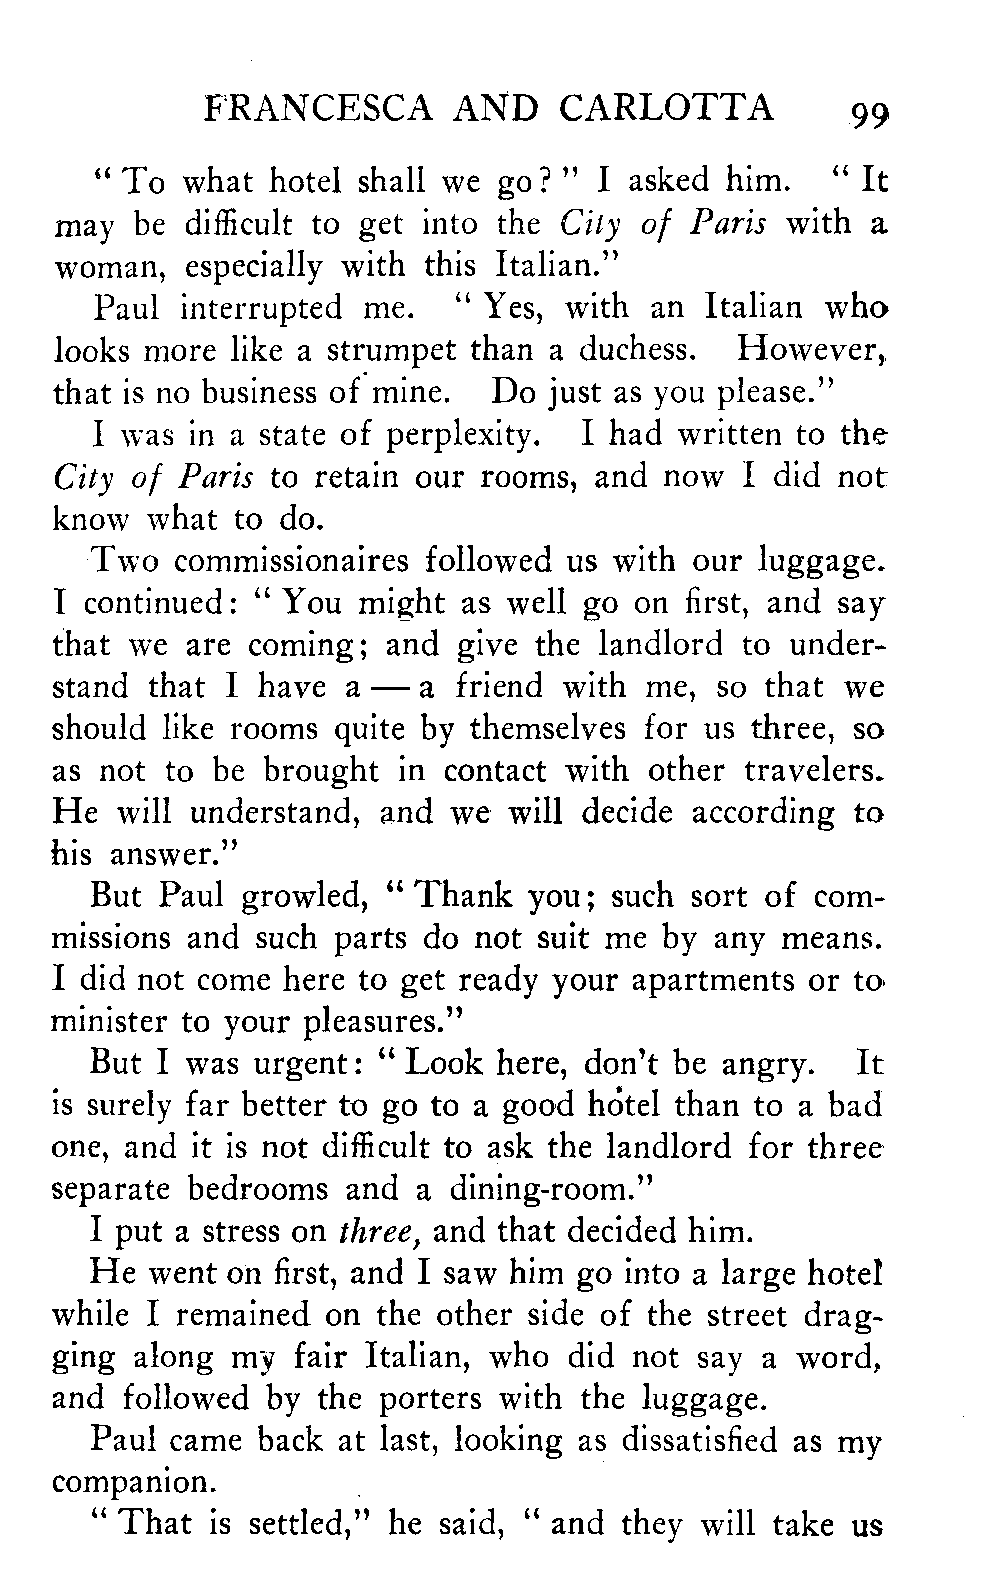 FRANCESCA AND CARLOTTA 99
" To what hotel shall we go? " I asked him. " It
may be difficult to get into the City of Paris with a
woman, especially with this Italian."
Paul interrupted me. " Yes, with an Italian who
looks more like a strumpet than a duchess. However,
that is no business of mine. Do just as you please."
I was in a state of perplexity. I had written to the
City of Paris to retain our rooms, and now I did not
know what to do.
Two commissionaires followed us with our luggage.
I continued: " You might as well go on first, and say
that we are coming; and give the landlord to under-
stand that I have a — a friend with me, so that we
should like rooms quite by themselves for us three, so
as not to be brought in contact with other travelers.
He will understand, and we will decide according to
his answer."
But Paul growled, " Thank you; such sort of com-
missions and such parts do not suit me by any means.
I did not come here to get ready your apartments or to
minister to your pleasures."
But I was urgent: " Look here, don't be angry. It
is surely far better to go to a good hotel than to a bad
one, and it is not difficult to ask the landlord for three
separate bedrooms and a dining-room."
I put a stress on three, and that decided him.
He went on first, and I saw him go into a large hotel
while I remained on the other side of the street drag-
ging along my fair Italian, who did not say a word,
and followed by the porters with the luggage.
Paul came back at last, looking as dissatisfied as my
companion.
" That is settled," he said, " and they will take us